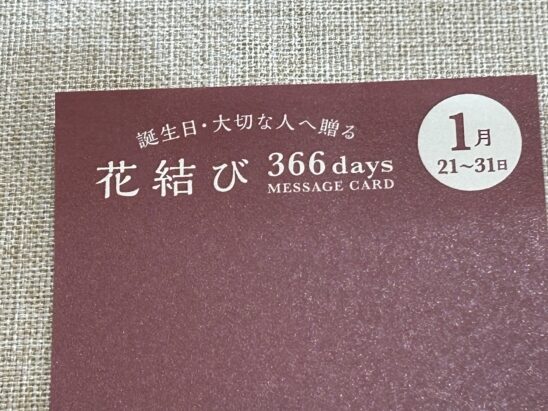 誕生日・大切な人へ贈る
花結び 366 days
MESSAGE CARD
1月
21〜31日